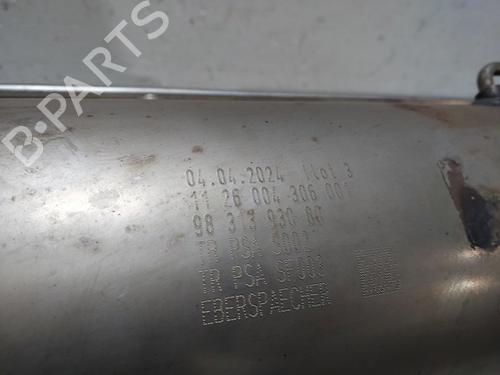 B-PARTS
04.04.2024 Ilot 3
11 26 004 306 001
98 313 930 80
TR PSA S002
TR PSA SF003
EBERSPAECHER